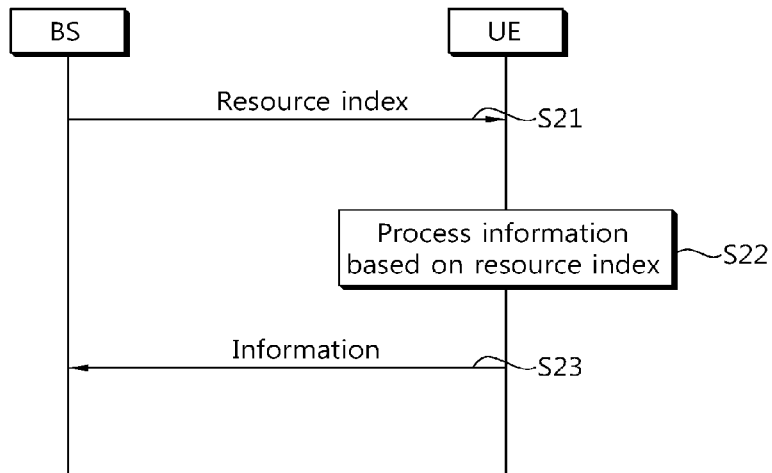 BS
UE
Resource index
S21
Process information
based on resource index
S22
Information
S23